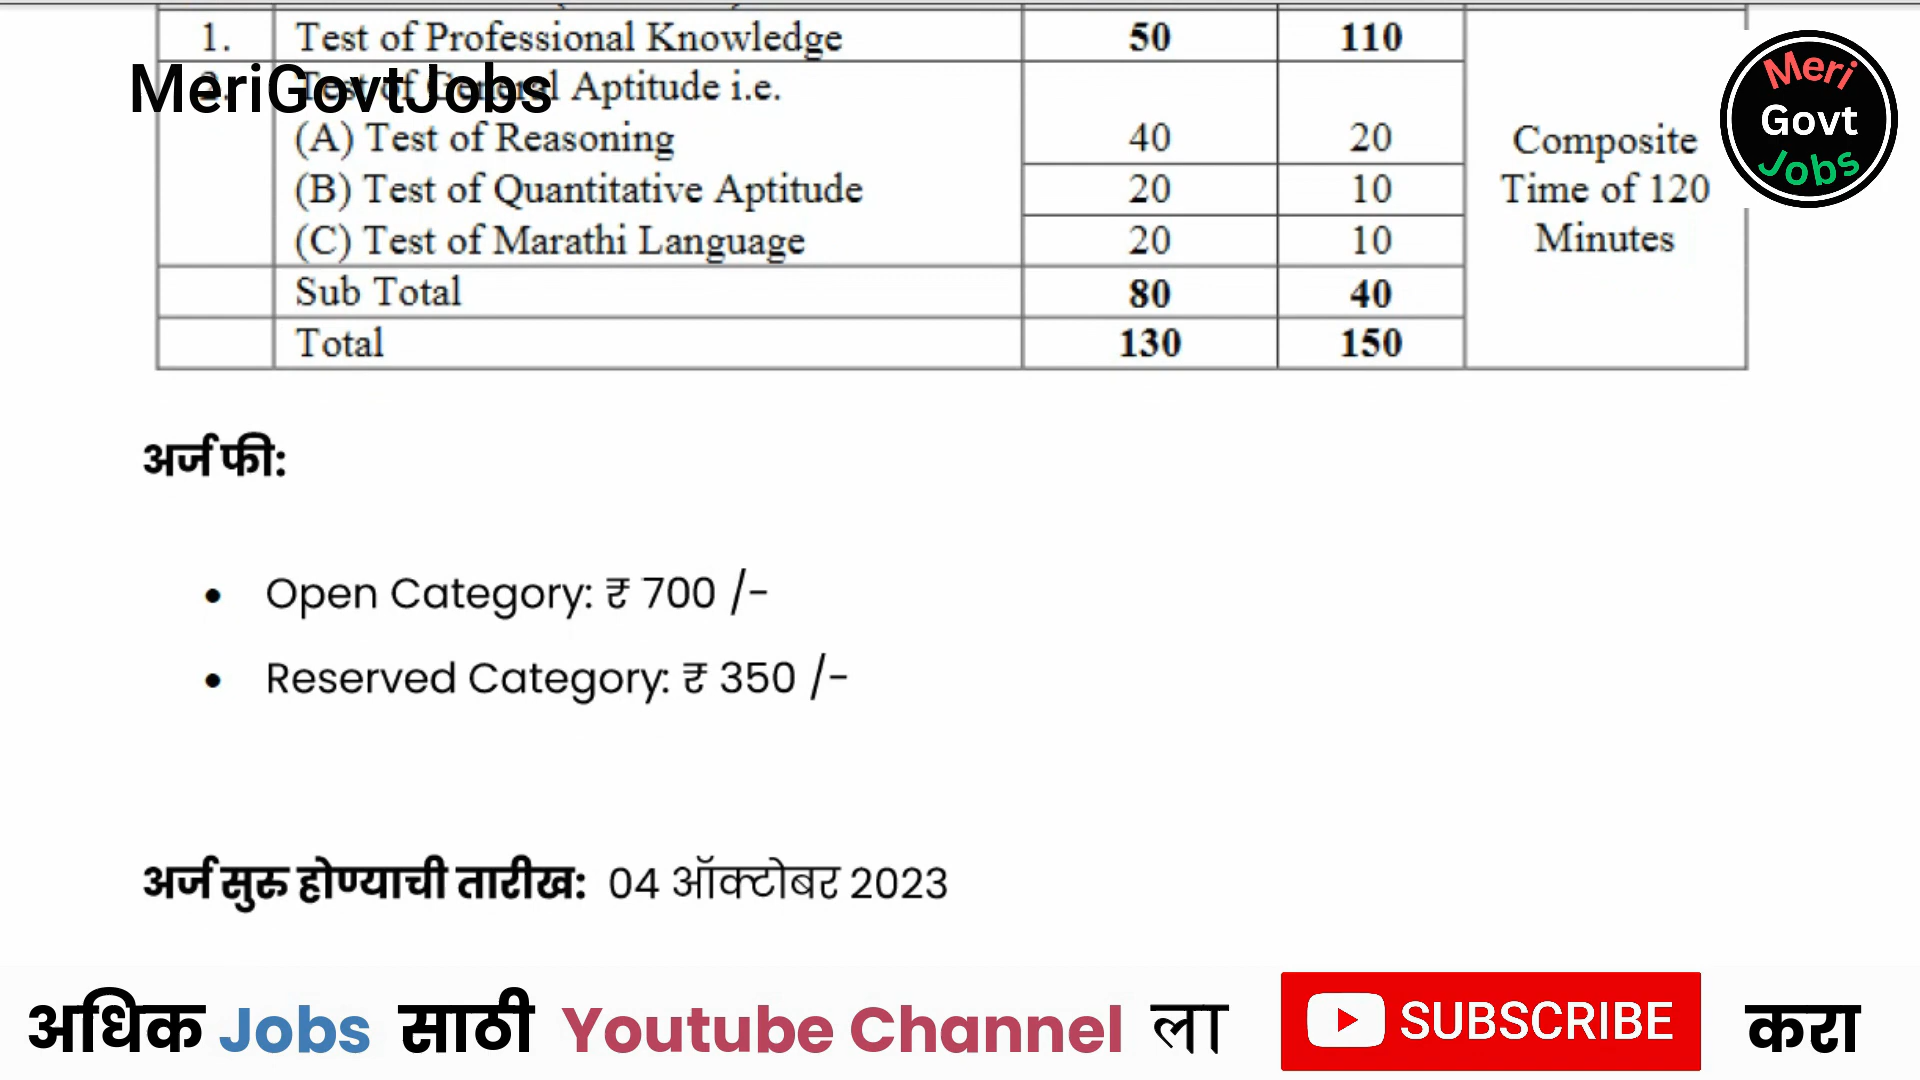 1. Test of Professional Knowledge 50 110
MeriGovtJobs
Test of General Aptitude i.e.
(A) Test of Reasoning 40 20
(B) Test of Quantitative Aptitude 20 10
(C) Test of Marathi Language 20 10
Composite
Time of 120
Minutes
Sub Total 80 40
Total 130 150
Meri
Govt
Jobs
अर्ज फी:
• Open Category: ₹ 700 /-
• Reserved Category: ₹ 350 /-
अर्ज सुरु होण्याची तारीख: 04 ऑक्टोबर 2023
अधिक Jobs साठी Youtube Channel ला SUBSCRIBE करा